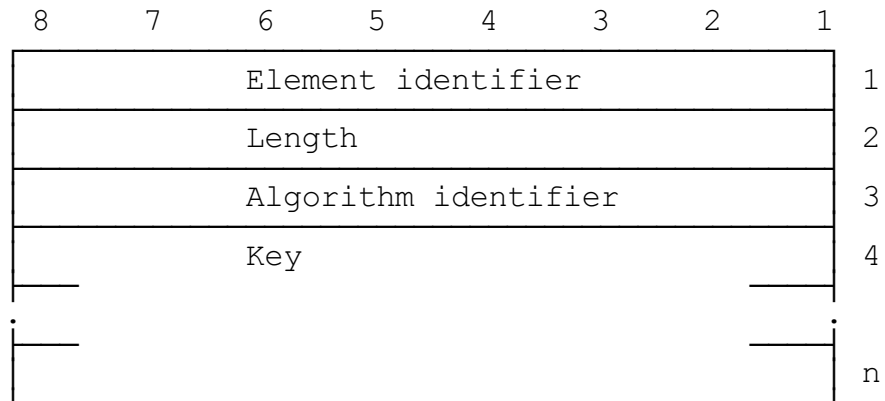 8 7 6 5 4 3 2 1
Element identifier 1
Length 2
Algorithm identifier 3
Key 4
n